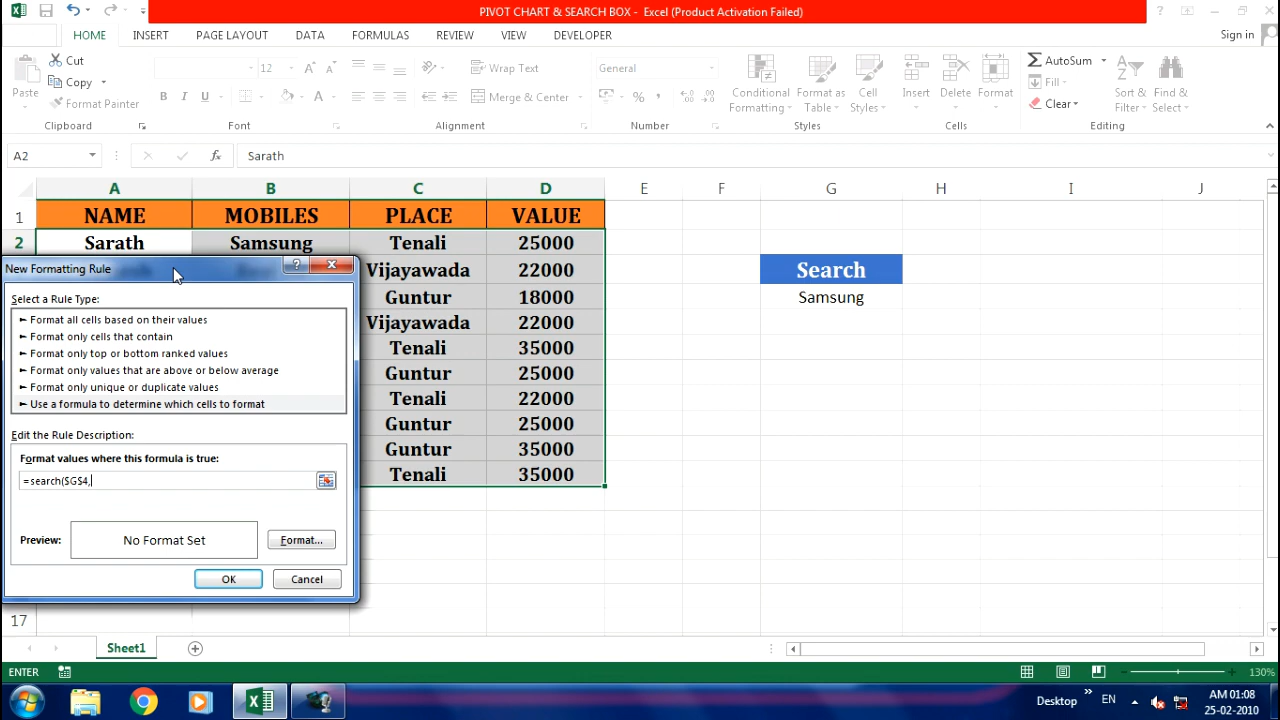 PIVOT CHART & SEARCH BOX - Excel (Product Activation Failed)
HOME INSERT PAGE LAYOUT DATA FORMULAS REVIEW VIEW DEVELOPER Sign in
Paste Cut Copy Format Painter
12 A A B I U A
Wrap Text Merge & Center
General %
Conditional Formatting Format as Table Cell Styles
Insert Delete Format
AutoSum Fill Clear
Sort & Filter Find & Select
Clipboard Font Alignment Number Styles Cells Editing
A2 fx Sarath
A B C D E F G H I J
1 NAME MOBILES PLACE VALUE
2 Sarath Samsung Tenali 25000
Vijayawada 22000 Search
Guntur 18000 Samsung
Vijayawada 22000
Tenali 35000
Guntur 25000
Tenali 22000
Guntur 25000
Guntur 35000
Tenali 35000
17
New Formatting Rule ?
Select a Rule Type:
► Format all cells based on their values
► Format only cells that contain
► Format only top or bottom ranked values
► Format only values that are above or below average
► Format only unique or duplicate values
► Use a formula to determine which cells to format
Edit the Rule Description:
Format values where this formula is true:
=search($G$4,
Preview: No Format Set Format...
OK Cancel
Sheet1
ENTER 130%
Desktop » EN AM 01:08
25-02-2010